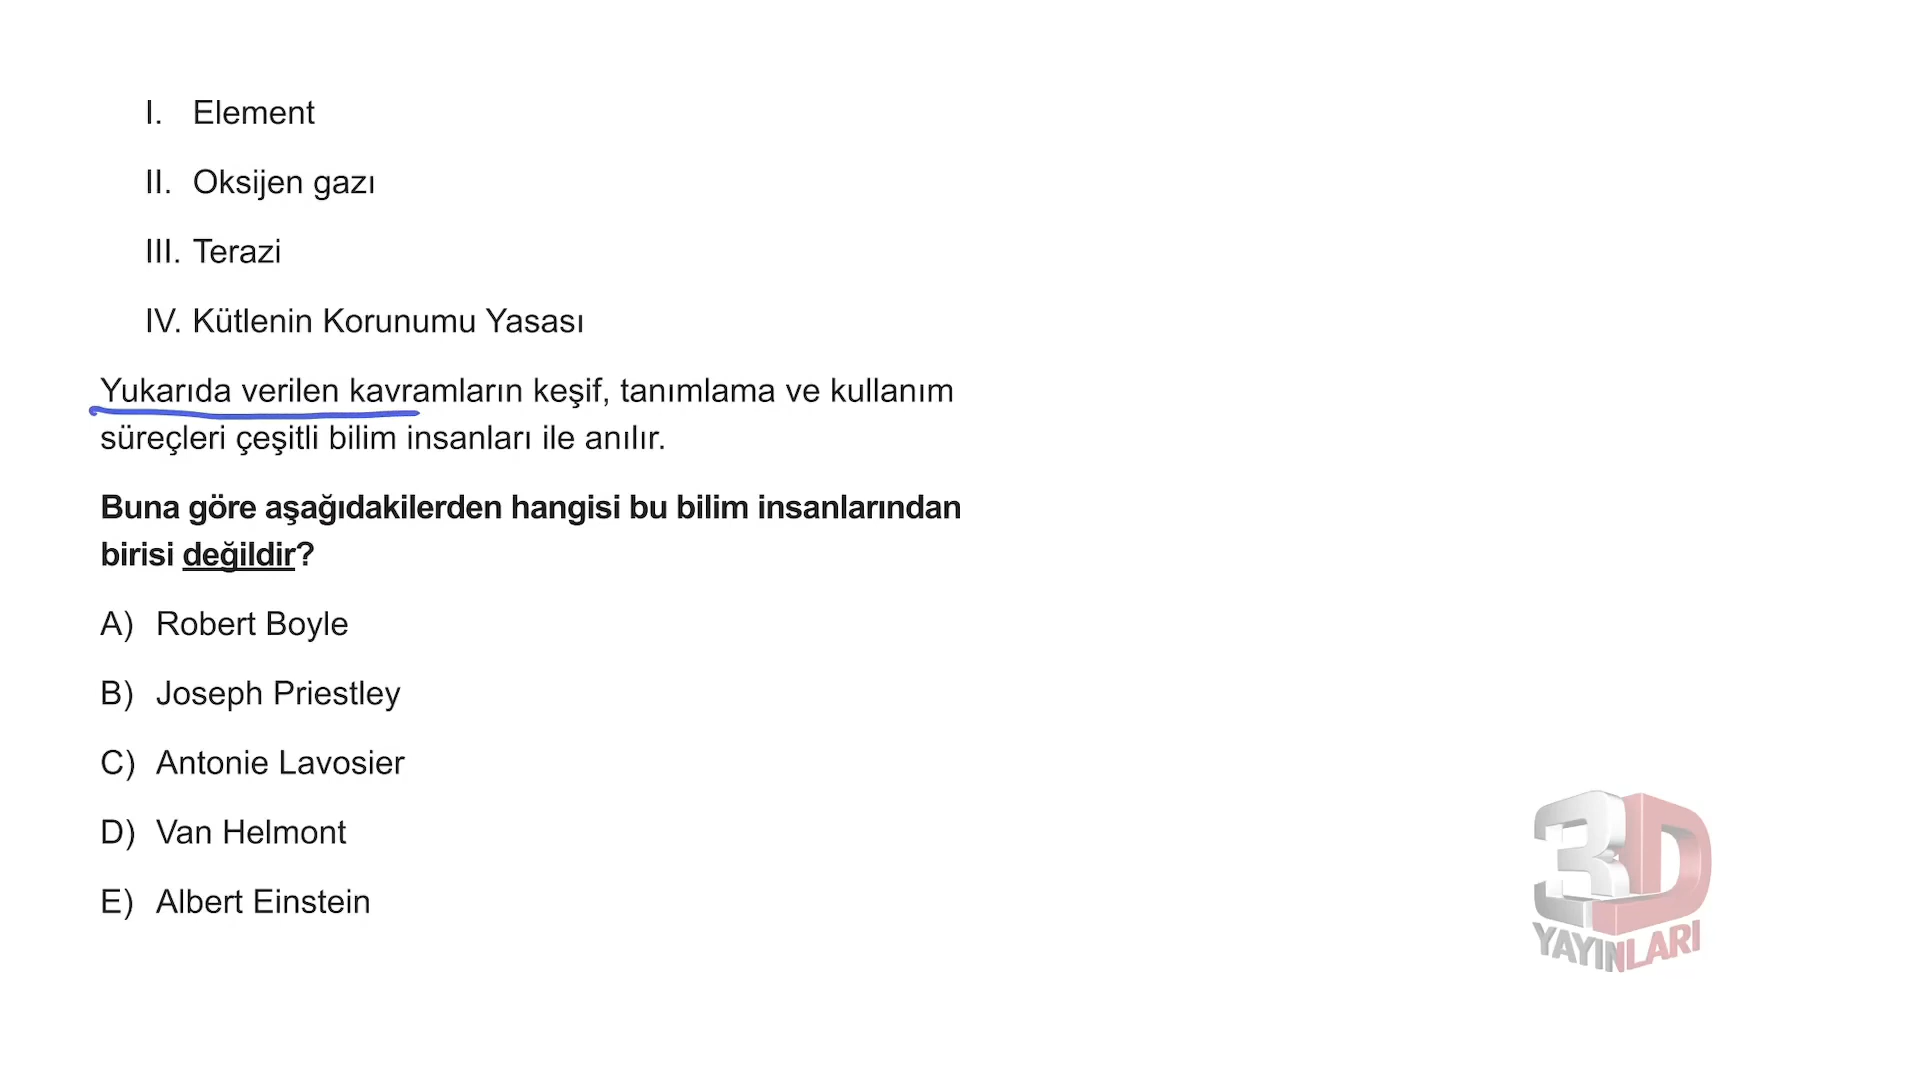 I. Element
II. Oksijen gazı
III. Terazi
IV. Kütlenin Korunumu Yasası
Yukarıda verilen kavramların keşif, tanımlama ve kullanım
süreçleri çeşitli bilim insanları ile anılır.
Buna göre aşağıdakilerden hangisi bu bilim insanlarından
birisi değildir?
A) Robert Boyle
B) Joseph Priestley
C) Antonie Lavosier
D) Van Helmont
E) Albert Einstein
3D
YAYINLARI